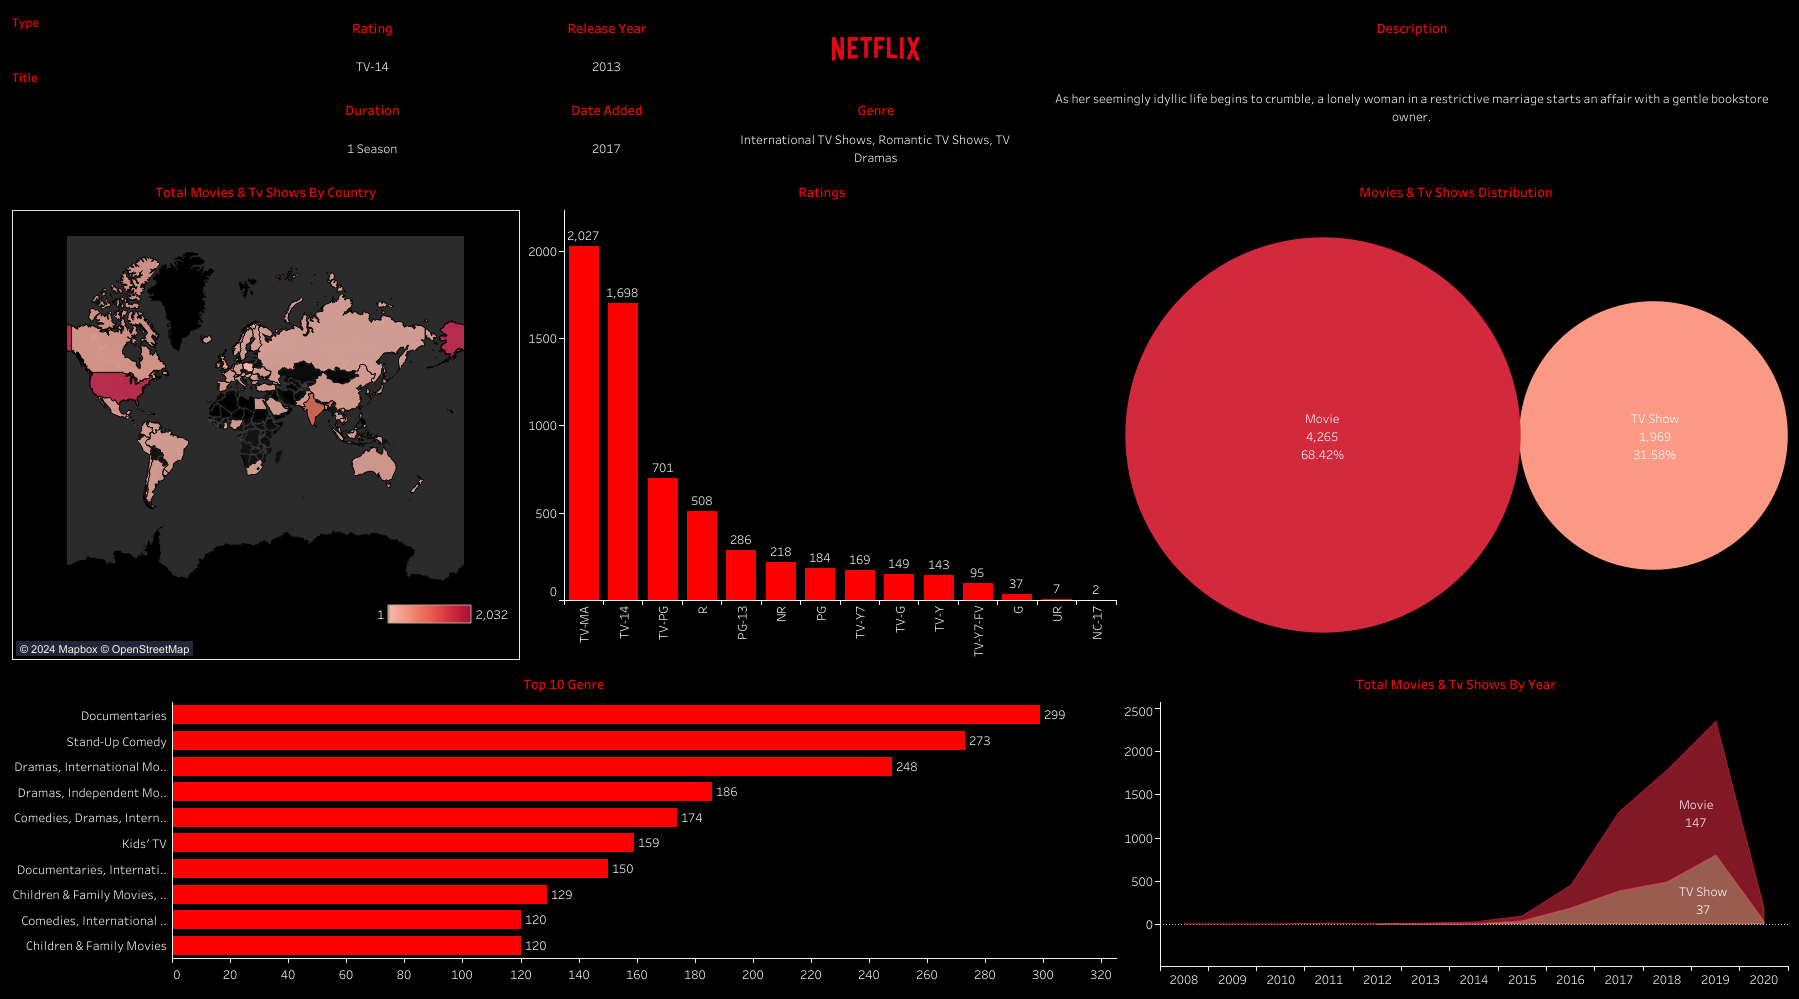 Type
Title
Rating
TV-14
Duration
1 Season
Release Year
2013
Date Added
2017
NETFLIX
Genre
International TV Shows, Romantic TV Shows, TV
Dramas
Description
As her seemingly idyllic life begins to crumble, a lonely woman in a restrictive marriage starts an affair with a gentle bookstore
owner.
Total Movies & Tv Shows By Country
1
2,032
© 2024 Mapbox © OpenStreetMap
Ratings
2000
1500
1000
500
0
2,027
1,698
701
508
286
218
184
169
149
143
95
37
7
2
TV-MA
TV-14
TV-PG
R
PG-13
NR
PG
TV-Y7
TV-G
TV-Y
TV-Y7-FV
G
UR
NC-17
Movies & Tv Shows Distribution
Movie
4,265
68.42%
TV Show
1,969
31.58%
Top 10 Genre
Documentaries
299
Stand-Up Comedy
273
Dramas, International Mo..
248
Dramas, Independent Mo..
186
Comedies, Dramas, Intern..
174
Kids' TV
159
Documentaries, Internati..
150
Children & Family Movies, ..
129
Comedies, International ..
120
Children & Family Movies
120
0 20 40 60 80 100 120 140 160 180 200 220 240 260 280 300 320
Total Movies & Tv Shows By Year
2500
2000
1500
1000
500
0
Movie
147
TV Show
37
2008 2009 2010 2011 2012 2013 2014 2015 2016 2017 2018 2019 2020